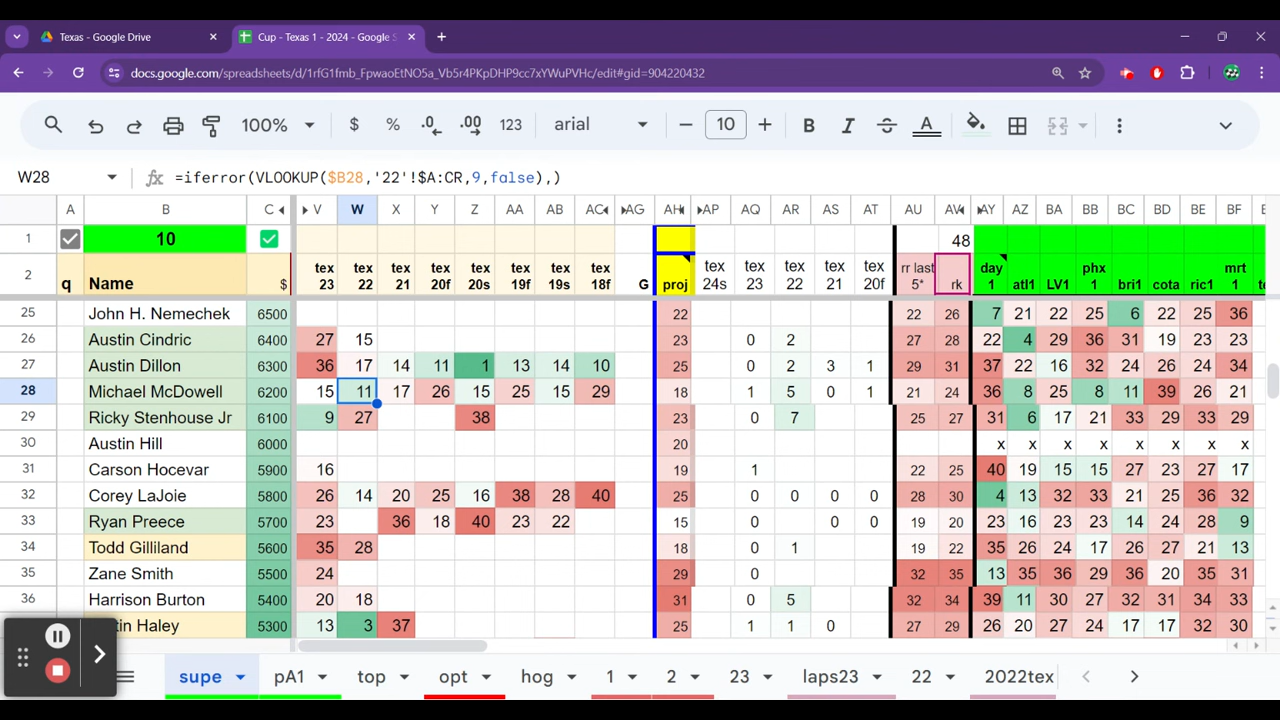 Texas - Google Drive
Cup - Texas 1 - 2024 - Google S
docs.google.com/spreadsheets/d/1rfG1fmb_FpwaoEtNO5a_Vb5r4PKpDHP9cc7xYWuPVHc/edit#gid=904220432
100% $ % .0 .00 123 arial − 10 + B I S A
W28 fx =iferror(VLOOKUP($B28,'22'!$A:CR,9,false),)
A B C V W X Y Z AA AB AC AG AH AP AQ AR AS AT AU AV AY AZ BA BB BC BD BE BF
1 10 48
2 q Name $ tex 23 tex 22 tex 21 tex 20f tex 20s tex 19f tex 19s tex 18f G proj tex 24s tex 23 tex 22 tex 21 tex 20f rr last 5* rk day 1 atl1 LV1 phx 1 bri1 cota ric1 mrt 1
25 John H. Nemechek 6500 22 22 26 7 21 22 25 6 22 25 36
26 Austin Cindric 6400 27 15 23 0 2 27 28 22 4 29 36 31 19 23 23
27 Austin Dillon 6300 36 17 14 11 1 13 14 10 25 0 2 3 1 29 31 37 22 16 32 24 26 24 34
28 Michael McDowell 6200 15 11 17 26 15 25 15 29 18 1 5 0 1 21 24 36 8 25 8 11 39 26 21
29 Ricky Stenhouse Jr 6100 9 27 38 23 0 7 25 27 31 6 17 21 33 29 33 29
30 Austin Hill 6000 20 x x x x x x x x
31 Carson Hocevar 5900 16 19 1 22 25 40 19 15 15 27 23 27 17
32 Corey LaJoie 5800 26 14 20 25 16 38 28 40 25 0 0 0 0 28 30 4 13 32 33 21 25 36 32
33 Ryan Preece 5700 23 36 18 40 23 22 15 0 0 0 19 20 23 16 23 23 14 24 28 9
34 Todd Gilliland 5600 35 28 18 0 1 19 22 35 26 24 17 26 27 21 13
35 Zane Smith 5500 24 29 0 32 35 13 35 36 29 36 20 35 31
36 Harrison Burton 5400 20 18 31 0 5 32 34 39 11 30 27 32 31 34 33
tin Haley 5300 13 3 37 25 1 1 0 27 29 26 20 27 24 17 17 32 30
supe pA1 top opt hog 1 2 23 laps23 22 2022tex